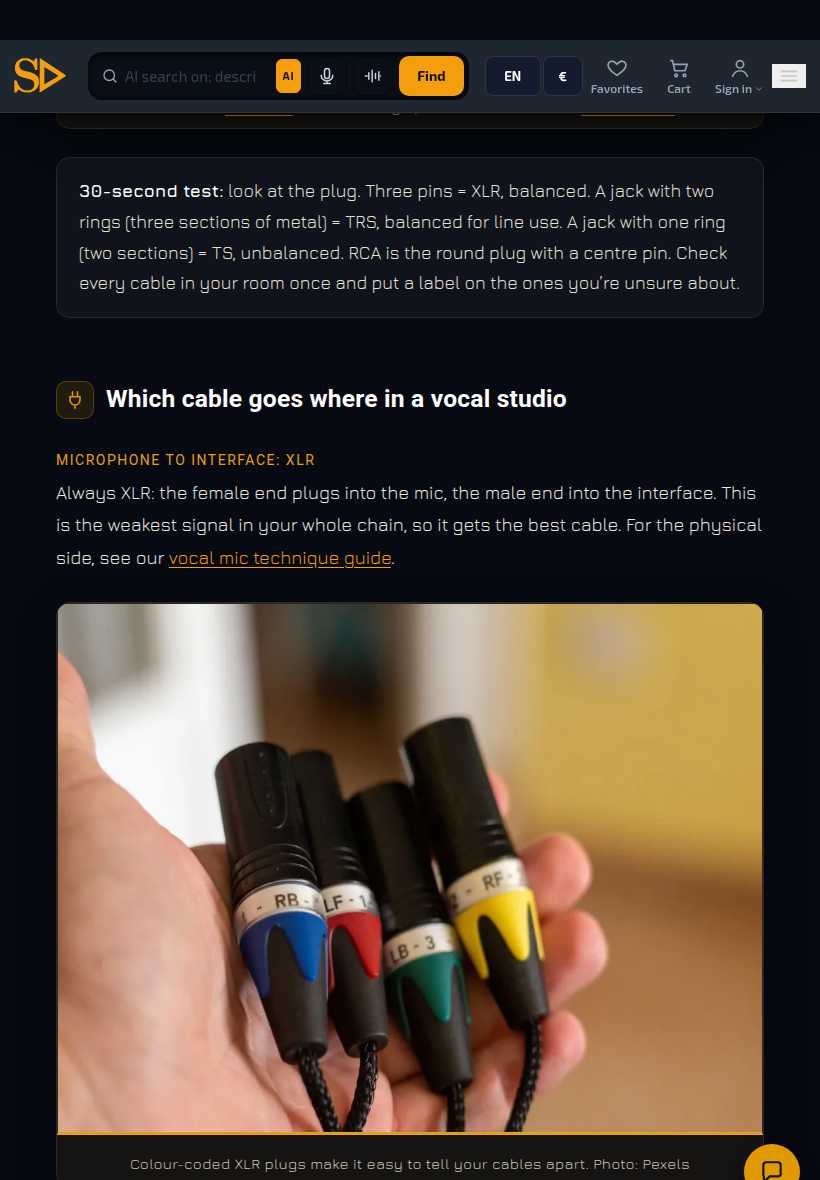 SD
AI search on: descri
AI
Find
EN
€
Favorites
Cart
Sign in
30-second test: look at the plug. Three pins = XLR, balanced. A jack with two
rings (three sections of metal) = TRS, balanced for line use. A jack with one ring
(two sections) = TS, unbalanced. RCA is the round plug with a centre pin. Check
every cable in your room once and put a label on the ones you're unsure about.
Which cable goes where in a vocal studio
MICROPHONE TO INTERFACE: XLR
Always XLR: the female end plugs into the mic, the male end into the interface. This
is the weakest signal in your whole chain, so it gets the best cable. For the physical
side, see our vocal mic technique guide.
- RB -
LF - 1
LB - 3
2 - RF -
Colour-coded XLR plugs make it easy to tell your cables apart. Photo: Pexels